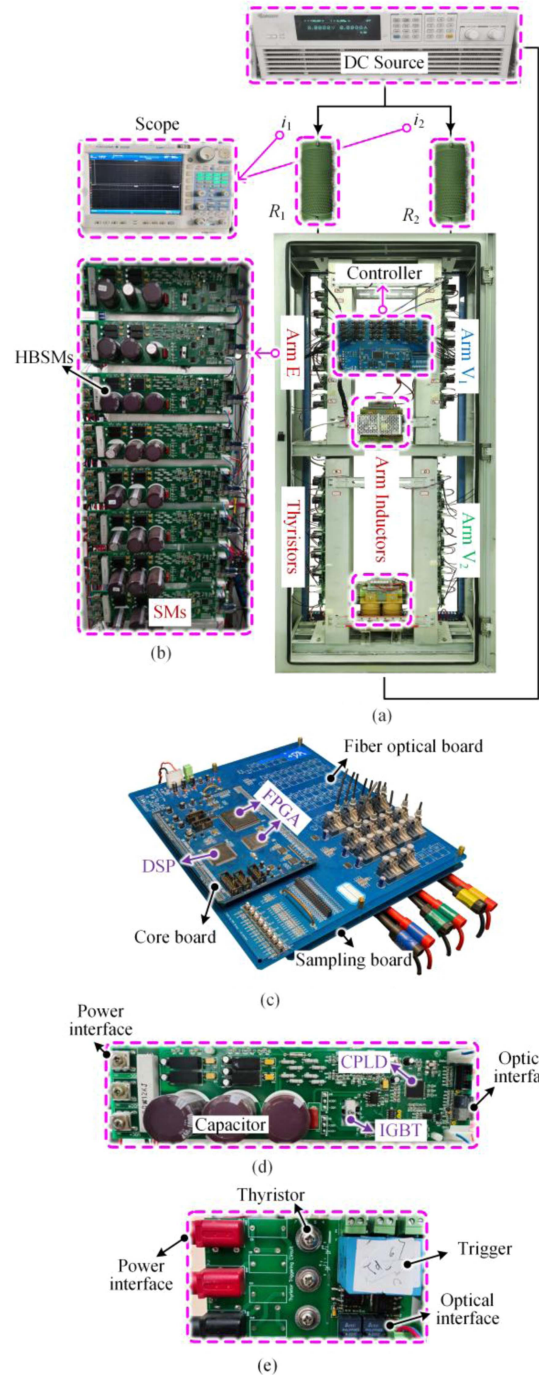 DC Source
Scope
i1
i2
R1
R2
Controller
HBSMs
Arm E
Arm V1
Arm Inductors
Thyristors
Arm V2
SMs
(b)
(a)
Fiber optical board
FPGA
DSP
Core board
Sampling board
(c)
Power
interface
CPLD
Optic
interf
Capacitor
IGBT
(d)
Thyristor
Power
interface
Trigger
Optical
interface
(e)